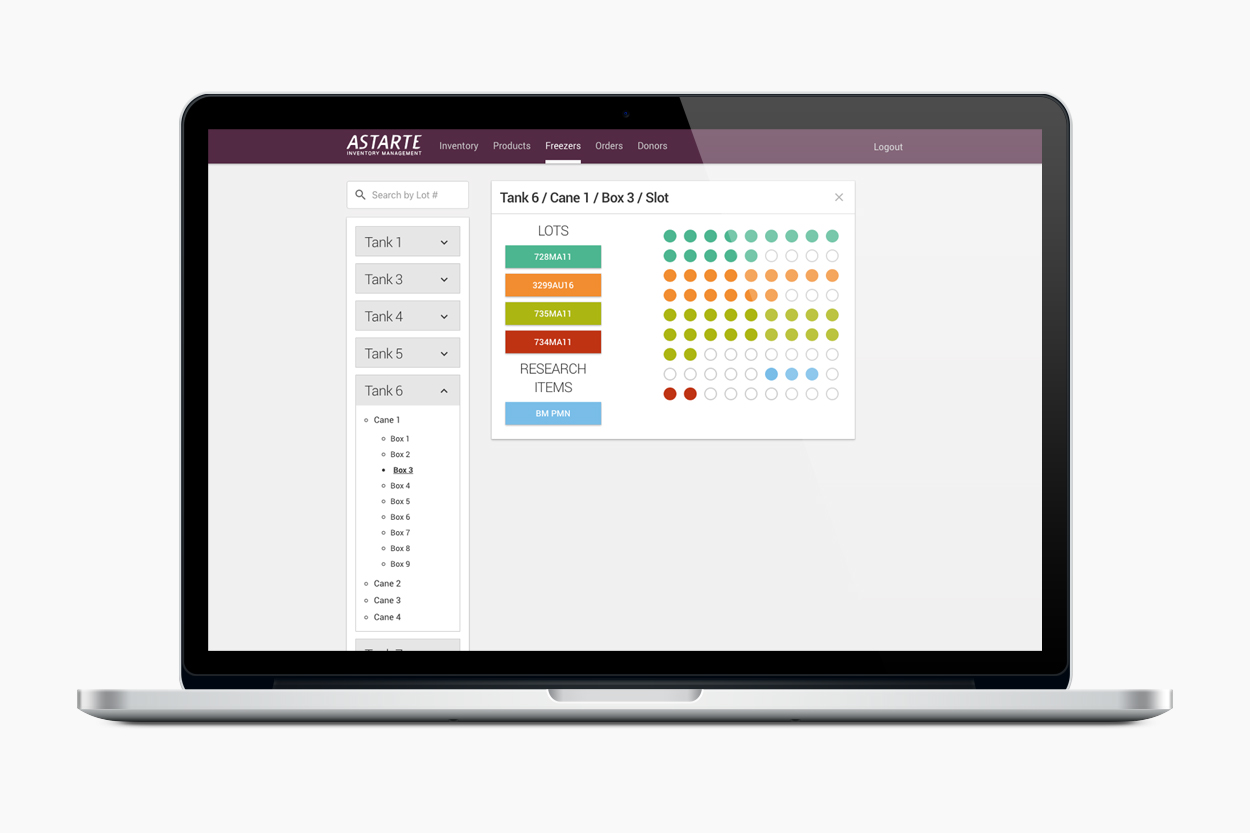 ASTARTE
INVENTORY MANAGEMENT
Inventory Products Freezers Orders Donors Logout
Search by Lot #
Tank 1
Tank 3
Tank 4
Tank 5
Tank 6
Cane 1
Box 1
Box 2
Box 3
Box 4
Box 5
Box 6
Box 7
Box 8
Box 9
Cane 2
Cane 3
Cane 4
Tank 6 / Cane 1 / Box 3 / Slot
LOTS
728MA11
3299AU16
735MA11
734MA11
RESEARCH
ITEMS
BM PMN